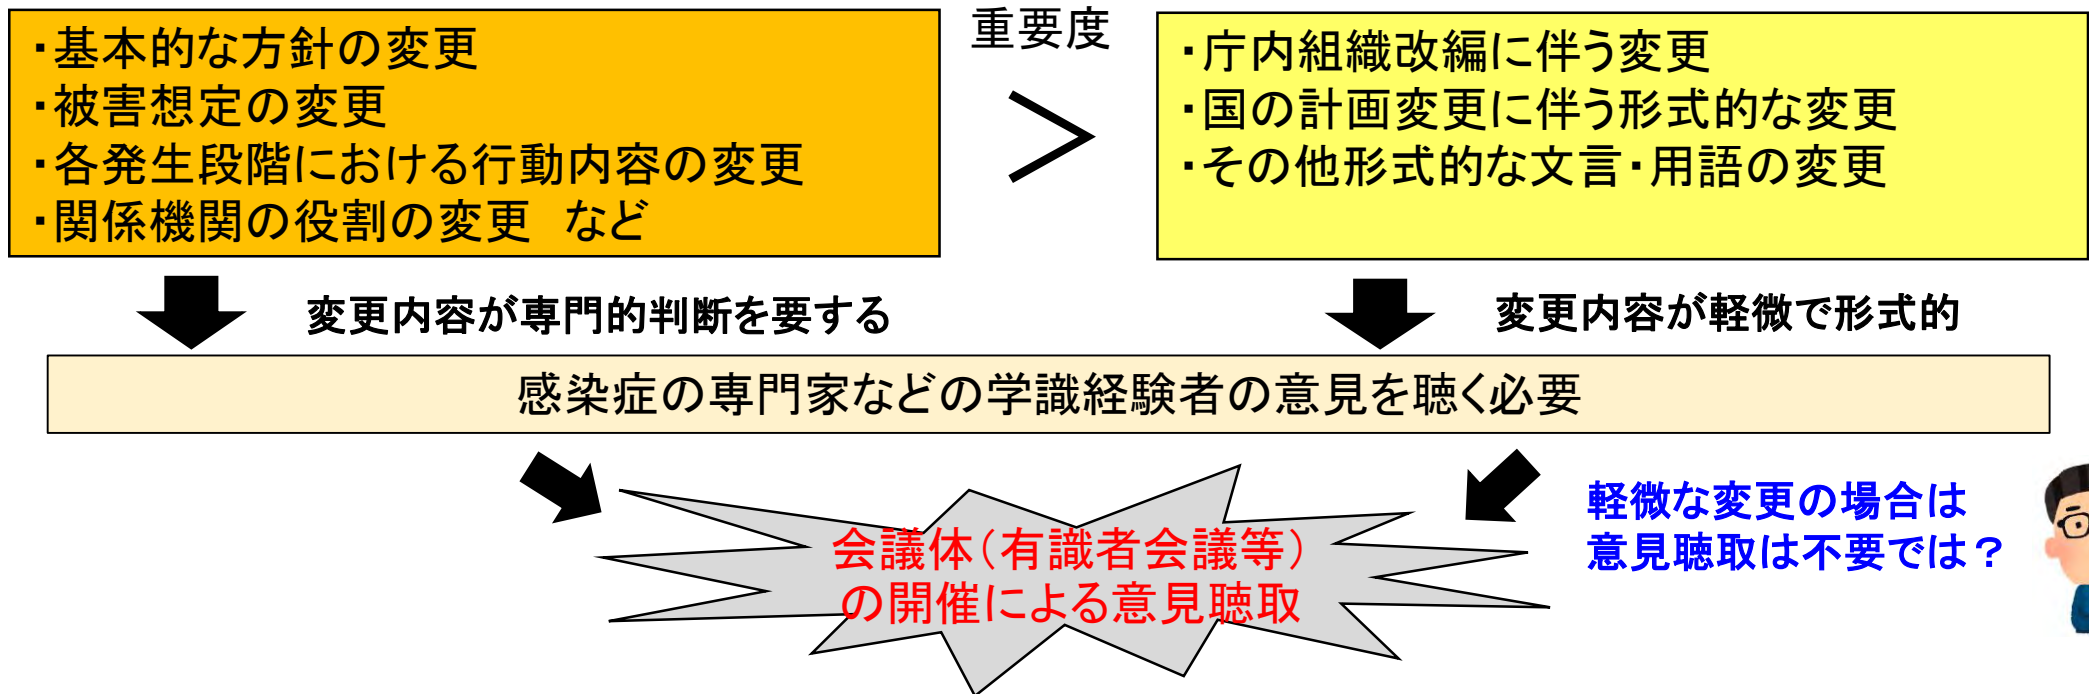 ・基本的な方針の変更
・被害想定の変更
・各発生段階における行動内容の変更
・関係機関の役割の変更　など
重要度
＞
・庁内組織改編に伴う変更
・国の計画変更に伴う形式的な変更
・その他形式的な文言・用語の変更
変更内容が専門的判断を要する
変更内容が軽微で形式的
感染症の専門家などの学識経験者の意見を聴く必要
会議体（有識者会議等）
の開催による意見聴取
軽微な変更の場合は
意見聴取は不要では？